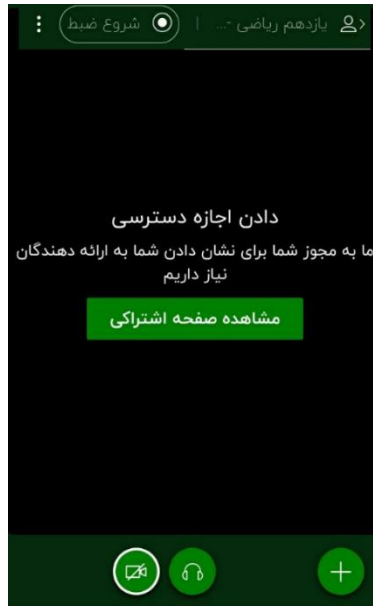 یازدهم ریاضی -... | شروع ضبط
دادن اجازه دسترسی
ما به مجوز شما برای نشان دادن شما به ارائه دهندگان
نیاز داریم
مشاهده صفحه اشتراکی